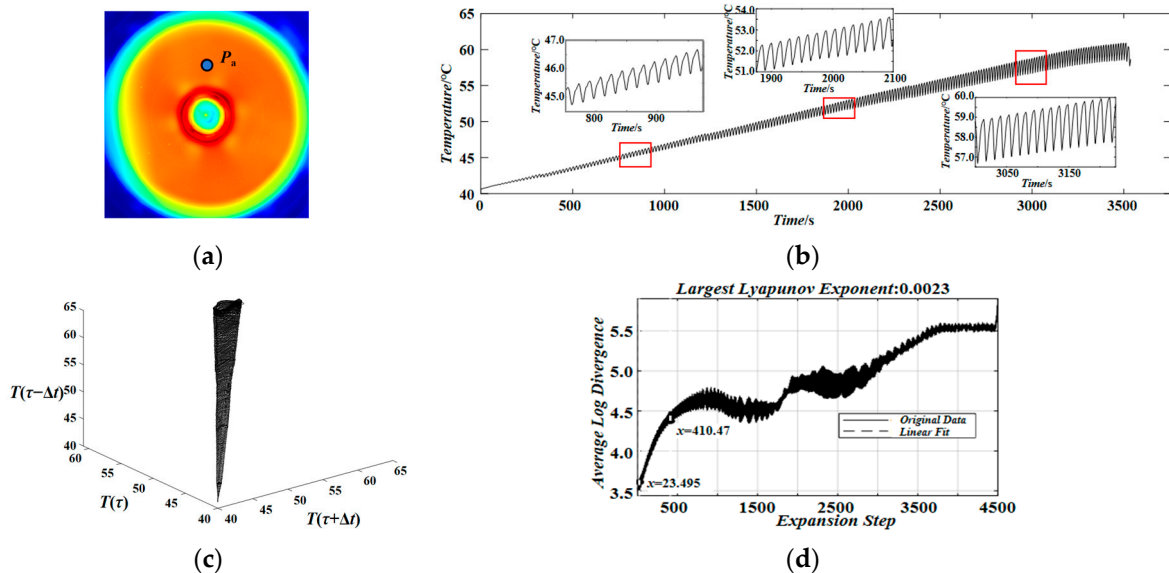 Pa
(a)
Temperature/°C
65
60
55
50
45
40
0
500
1000
1500
2000
2500
3000
3500
Time/s
Temperature/°C
47.0
46.0
45.0
800
900
Time/s
Temperature/°C
54.0
53.0
52.0
51.0
1900
2000
2100
Time/s
Temperature/°C
60.0
59.0
58.0
57.0
3050
3150
Time/s
(b)
T(τ−Δt)
65
60
55
50
45
40
60
55
50
45
40
T(τ)
40
45
50
55
60
65
T(τ+Δt)
(c)
Largest Lyapunov Exponent:0.0023
Average Log Divergence
5.5
5.0
4.5
4.0
3.5
x=410.47
x=23.495
Original Data
Linear Fit
500
1500
2500
3500
4500
Expansion Step
(d)